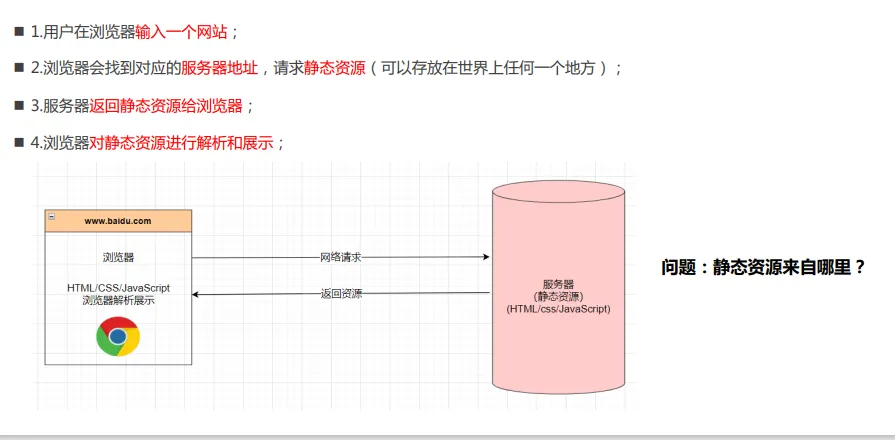 1.用户在浏览器输入一个网站；
2.浏览器会找到对应的服务器地址，请求静态资源（可以存放在世界上任何一个地方）；
3.服务器返回静态资源给浏览器；
4.浏览器对静态资源进行解析和展示；
www.baidu.com
浏览器
HTML/CSS/JavaScript
浏览器解析展示
网络请求
返回资源
服务器
(静态资源)
(HTML/css/JavaScript)
问题：静态资源来自哪里？